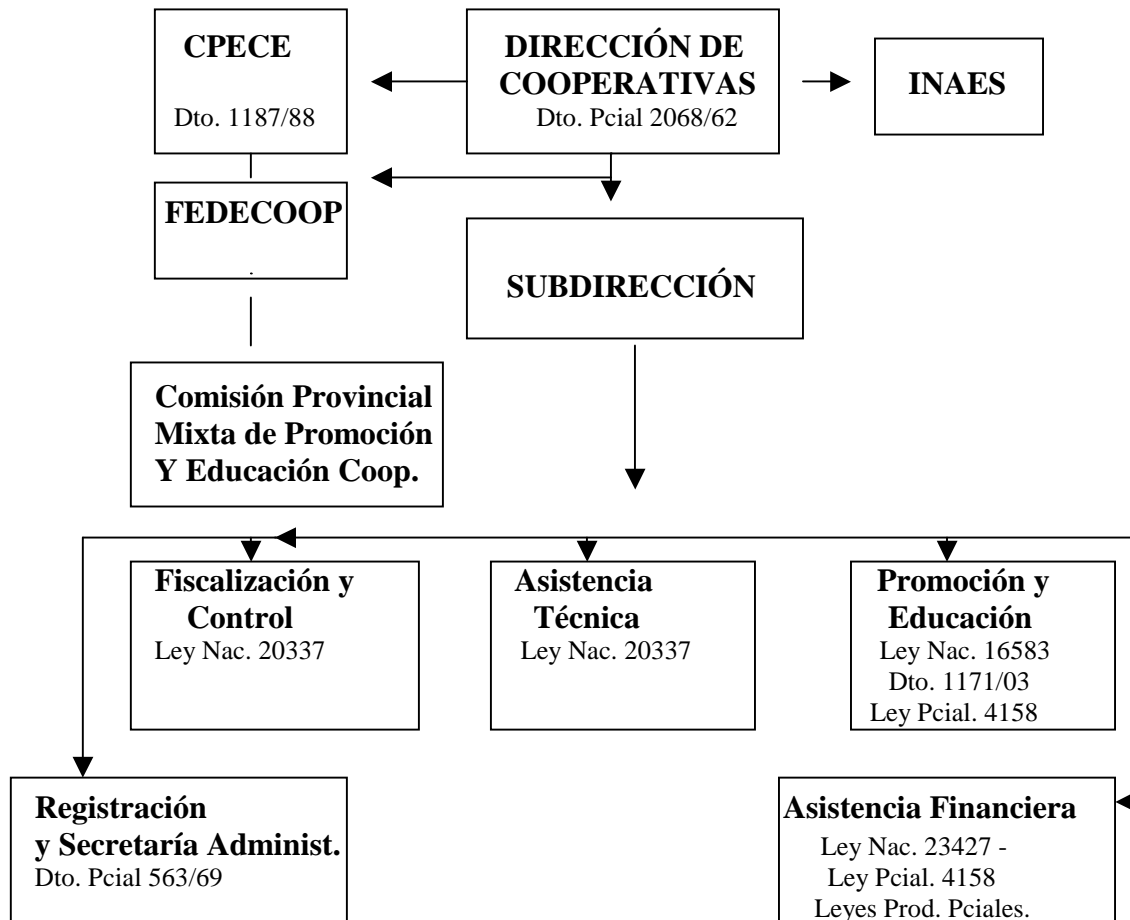 CPECE
Dto. 1187/88
DIRECCIÓN DE
COOPERATIVAS
Dto. Pcial 2068/62
INAES
FEDECOOP
.
SUBDIRECCIÓN
Comisión Provincial
Mixta de Promoción
Y Educación Coop.
Fiscalización y
Control
Ley Nac. 20337
Asistencia
Técnica
Ley Nac. 20337
Promoción y
Educación
Ley Nac. 16583
Dto. 1171/03
Ley Pcial. 4158
Registración
y Secretaría Administ.
Dto. Pcial 563/69
Asistencia Financiera
Ley Nac. 23427 -
Ley Pcial. 4158
Leyes Prod. Pciales.